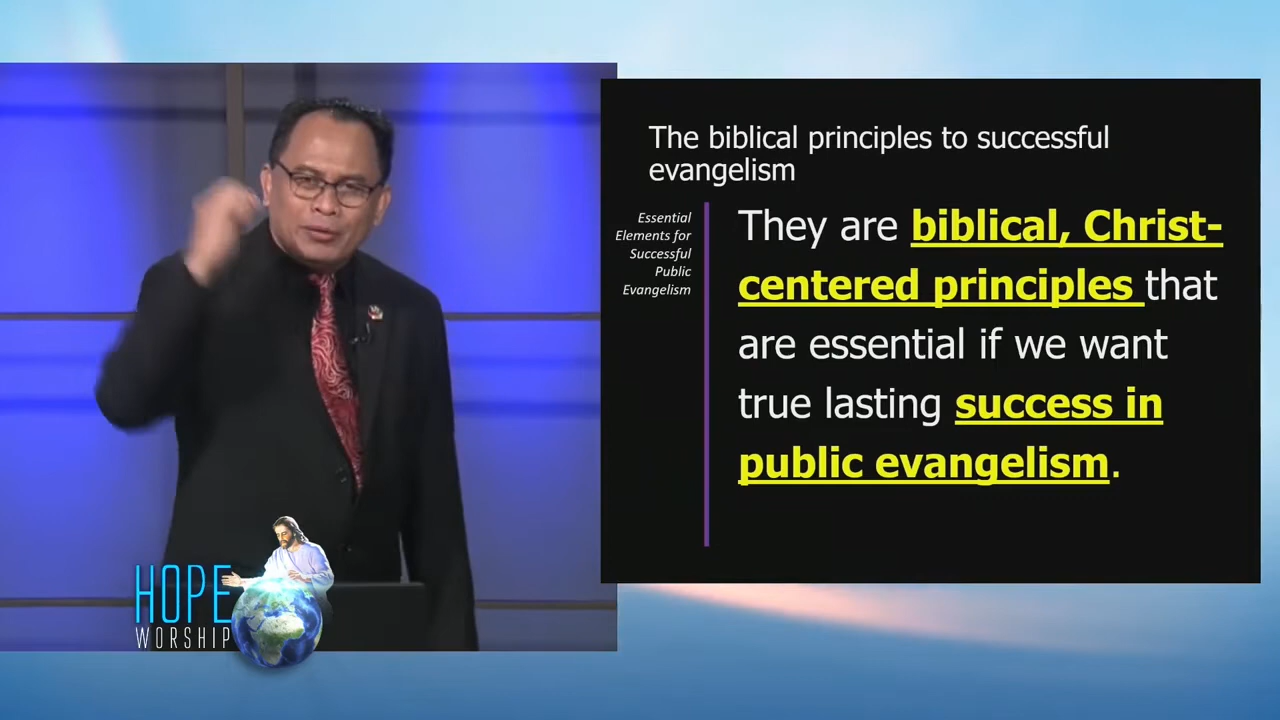 The biblical principles to successful
evangelism
Essential
Elements for
Successful
Public
Evangelism
They are biblical, Christ-
centered principles that
are essential if we want
true lasting success in
public evangelism.
HOPE
WORSHIP